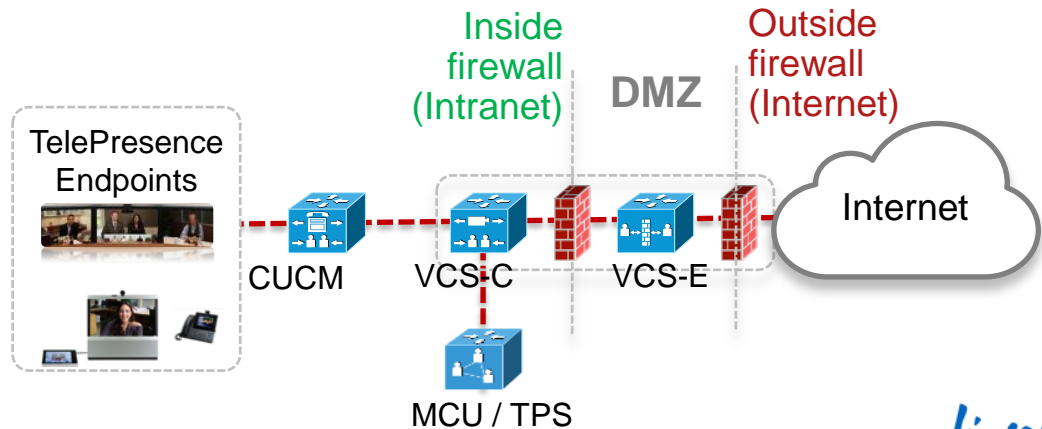 Inside
firewall
(Intranet)
DMZ
Outside
firewall
(Internet)
TelePresence
Endpoints
Internet
CUCM
VCS-C
VCS-E
MCU / TPS